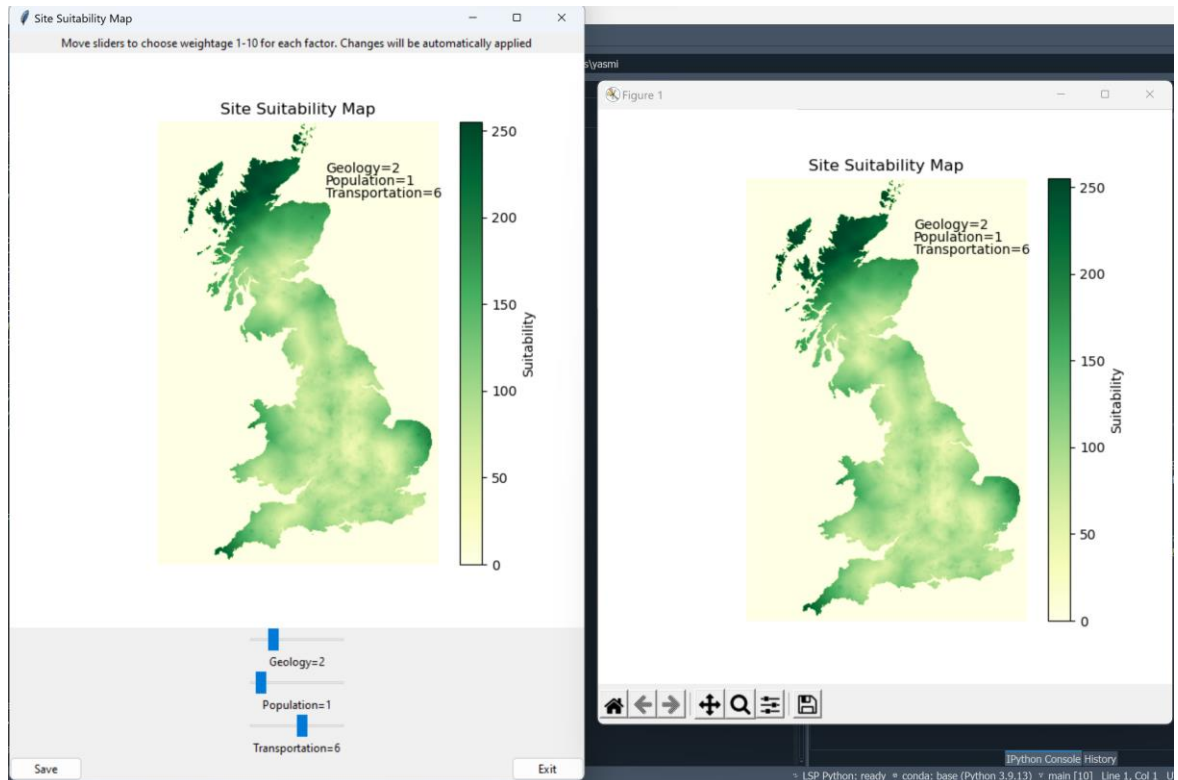 Site Suitability Map
Move sliders to choose weightage 1-10 for each factor. Changes will be automatically applied
Site Suitability Map
Geology=2
Population=1
Transportation=6
250
200
150
100
50
0
Suitability
Geology=2
Population=1
Transportation=6
Save
Exit
s\yasmi
Figure 1
Site Suitability Map
Geology=2
Population=1
Transportation=6
250
200
150
100
50
0
Suitability
IPython Console History
LSP Python: ready conda: base (Python 3.9.13) main [10] Line 1, Col 1